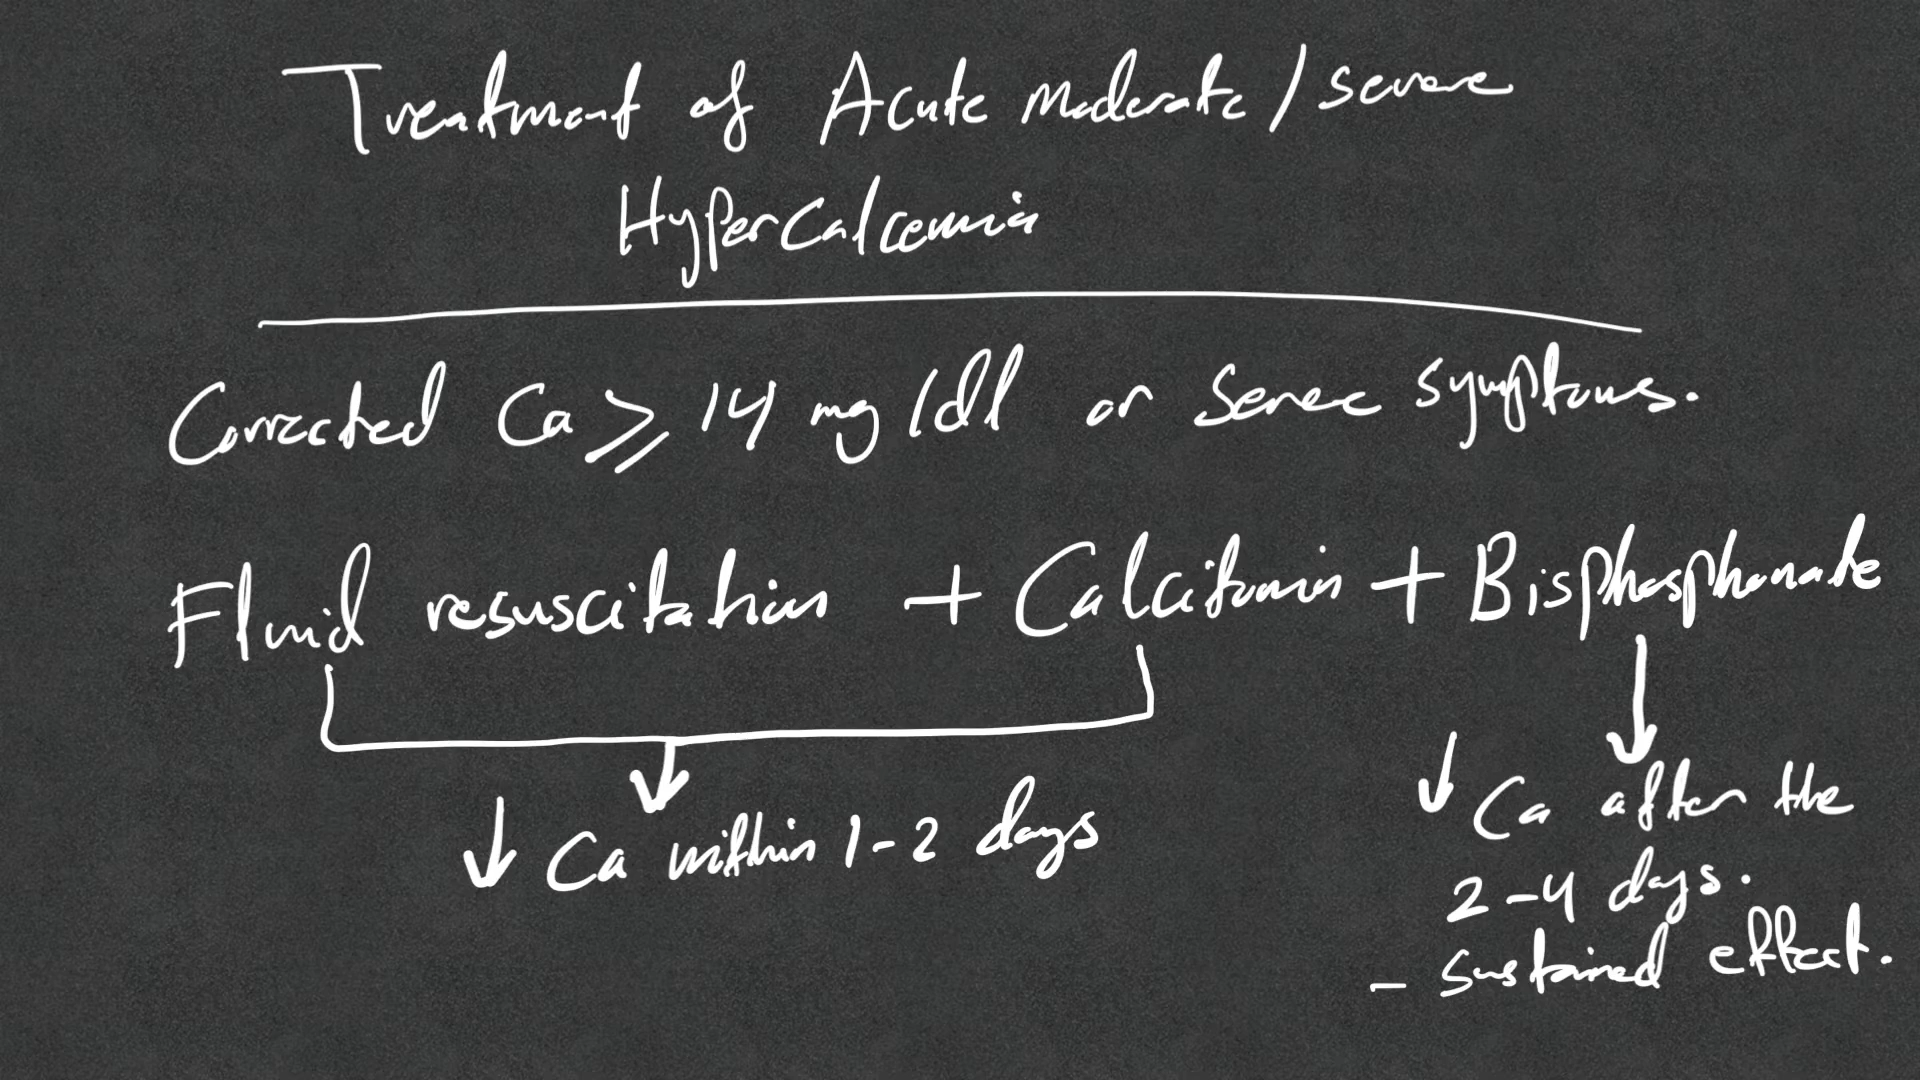 Treatment of Acute moderate / severe
HyperCalcemia
Corrected Ca ≥ 14 mg/dl or Severe symptoms.
Fluid resuscitation + Calcitonin + Bisphosphonate
↓ Ca within 1-2 days
↓ Ca after the
2-4 days.
- sustained effect.